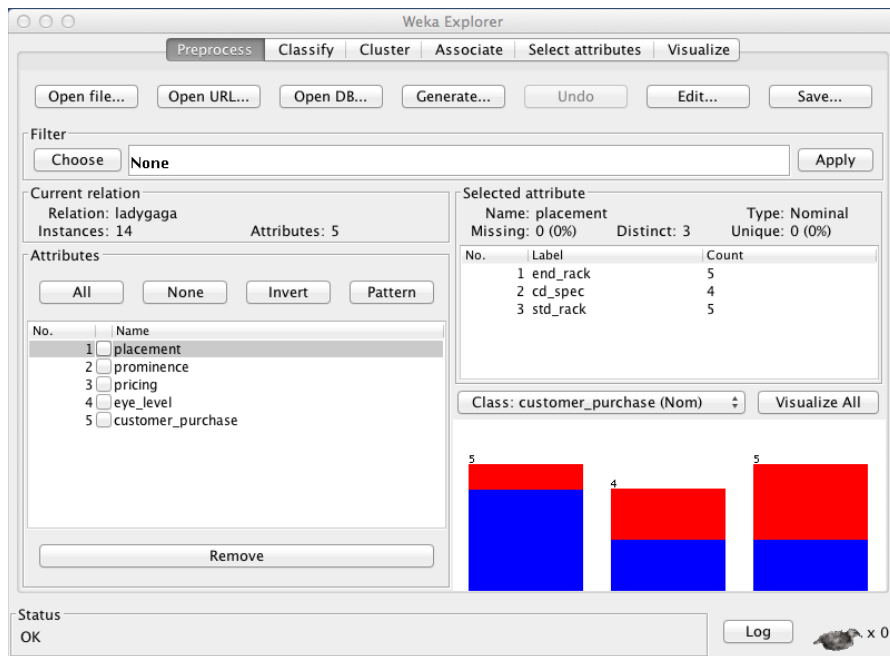 Weka Explorer
Preprocess Classify Cluster Associate Select attributes Visualize
Open file... Open URL... Open DB... Generate... Undo Edit... Save...
Filter
Choose None Apply
Current relation
Relation: ladygaga
Instances: 14 Attributes: 5
Attributes
All None Invert Pattern
No. Name
1 placement
2 prominence
3 pricing
4 eye_level
5 customer_purchase
Remove
Selected attribute
Name: placement Type: Nominal
Missing: 0 (0%) Distinct: 3 Unique: 0 (0%)
No. Label Count
1 end_rack 5
2 cd_spec 4
3 std_rack 5
Class: customer_purchase (Nom) Visualize All
5 4 5
Status
OK
Log x 0